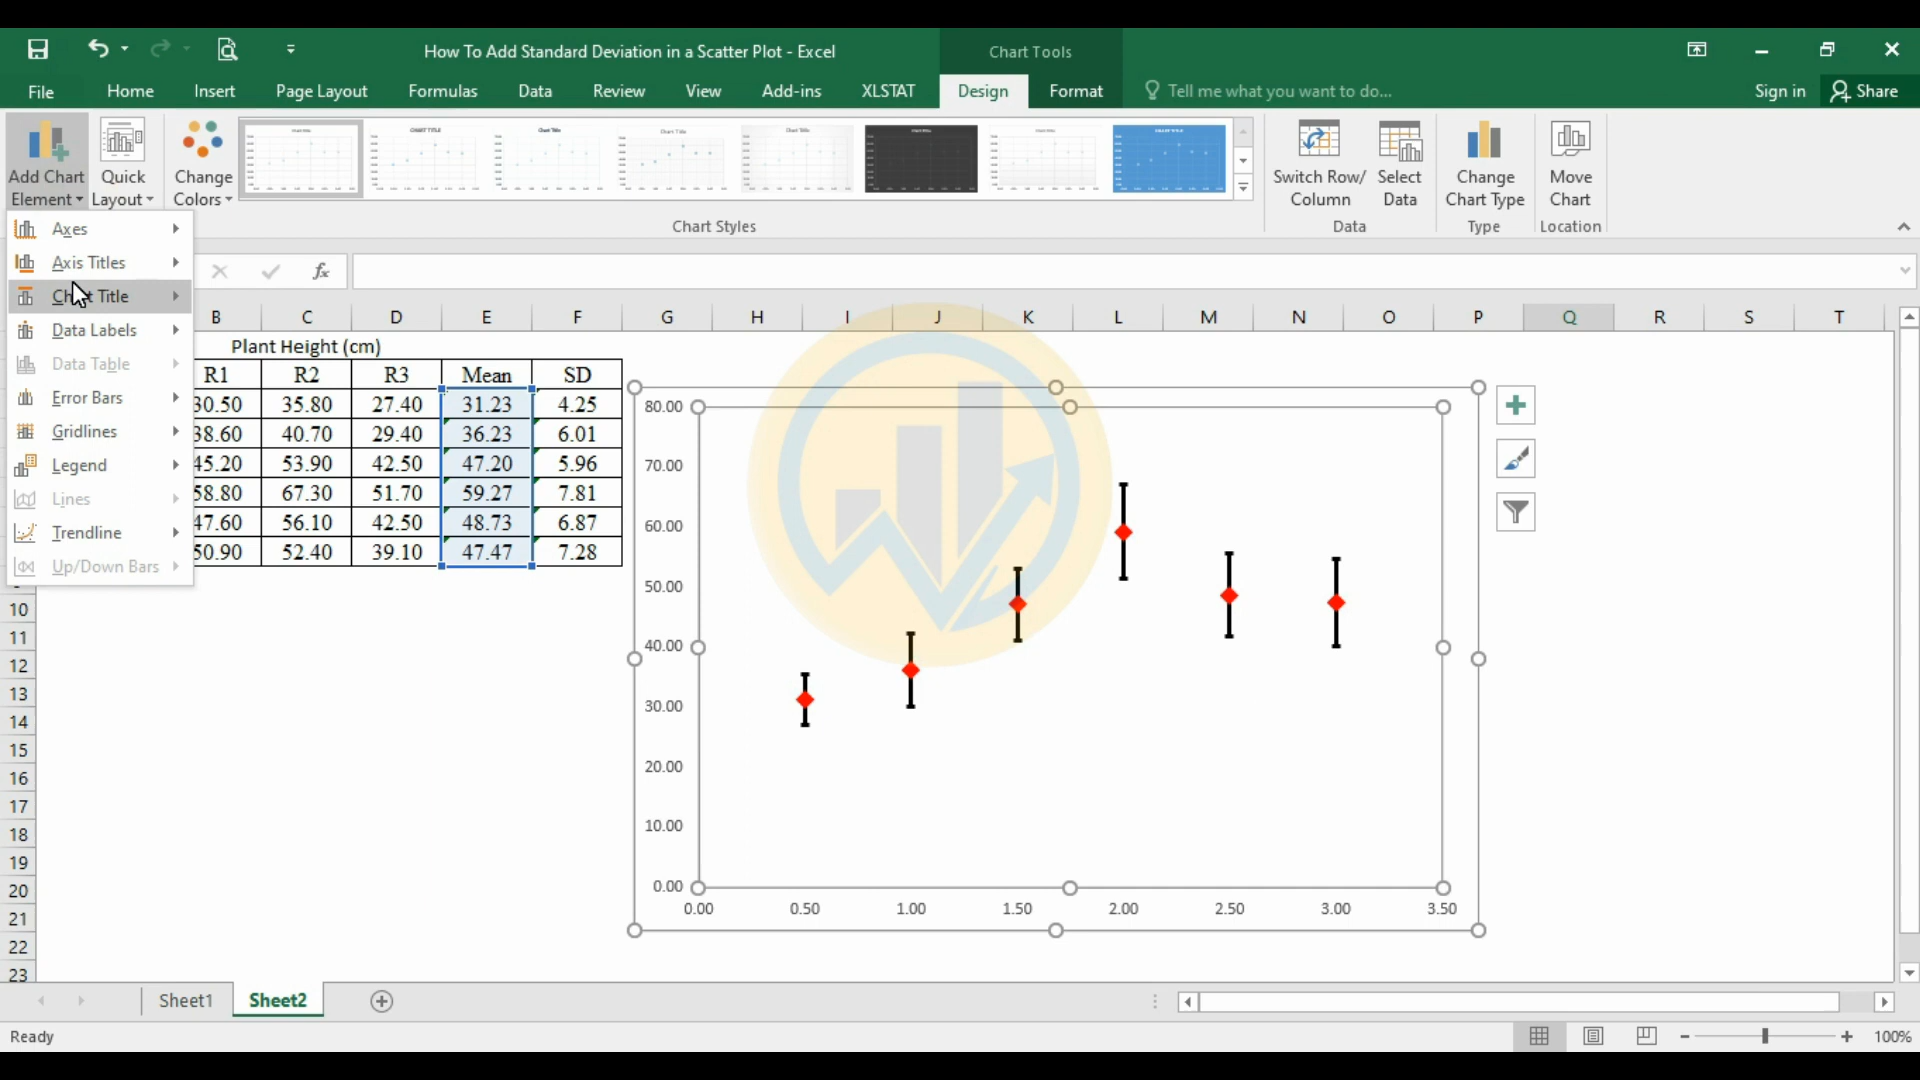 How To Add Standard Deviation in a Scatter Plot - Excel
Chart Tools
File Home Insert Page Layout Formulas Data Review View Add-ins XLSTAT Design Format Tell me what you want to do... Sign in Share
Add Chart Element
Quick Layout
Change Colors
Switch Row/ Column
Select Data
Change Chart Type
Move Chart
Chart Styles
Data
Type
Location
Axes
Axis Titles
Chart Title
Data Labels
Data Table
Error Bars
Gridlines
Legend
Lines
Trendline
Up/Down Bars
fx
B C D E F G H I J K L M N O P Q R S T
Plant Height (cm)
R1 R2 R3 Mean SD
30.50 35.80 27.40 31.23 4.25
38.60 40.70 29.40 36.23 6.01
45.20 53.90 42.50 47.20 5.96
58.80 67.30 51.70 59.27 7.81
47.60 56.10 42.50 48.73 6.87
50.90 52.40 39.10 47.47 7.28
10
11
12
13
14
15
16
17
18
19
20
21
22
23
80.00
70.00
60.00
50.00
40.00
30.00
20.00
10.00
0.00
0.00 0.50 1.00 1.50 2.00 2.50 3.00 3.50
Sheet1 Sheet2
Ready
100%